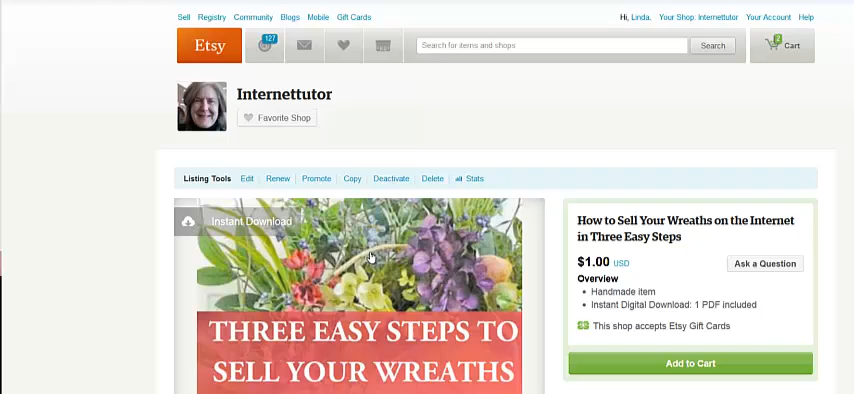 Sell Registry Community Blogs Mobile Gift Cards
Hi, Linda. Your Shop: Internettutor Your Account Help
Etsy
127
Search for items and shops
Search
2
Cart
Internettutor
Favorite Shop
Listing Tools Edit Renew Promote Copy Deactivate Delete Stats
Instant Download
THREE EASY STEPS TO
SELL YOUR WREATHS
How to Sell Your Wreaths on the Internet
in Three Easy Steps
$1.00 USD
Ask a Question
Overview
Handmade item
Instant Digital Download: 1 PDF included
This shop accepts Etsy Gift Cards
Add to Cart